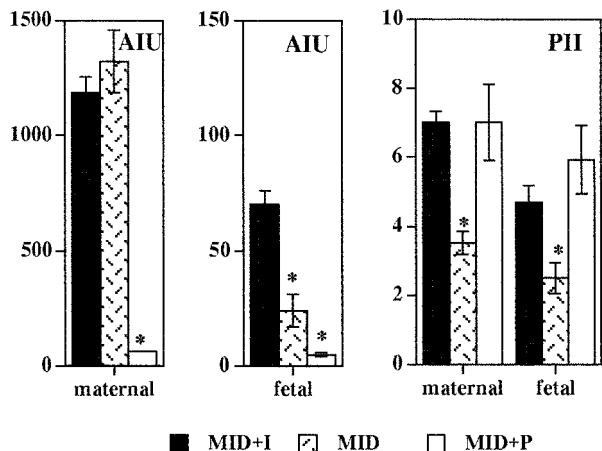 1500
1000
500
0
AIU
*
maternal
150
100
50
0
AIU
*
*
fetal
10
8
6
4
2
0
PII
*
*
maternal fetal
MID+I MID MID+P